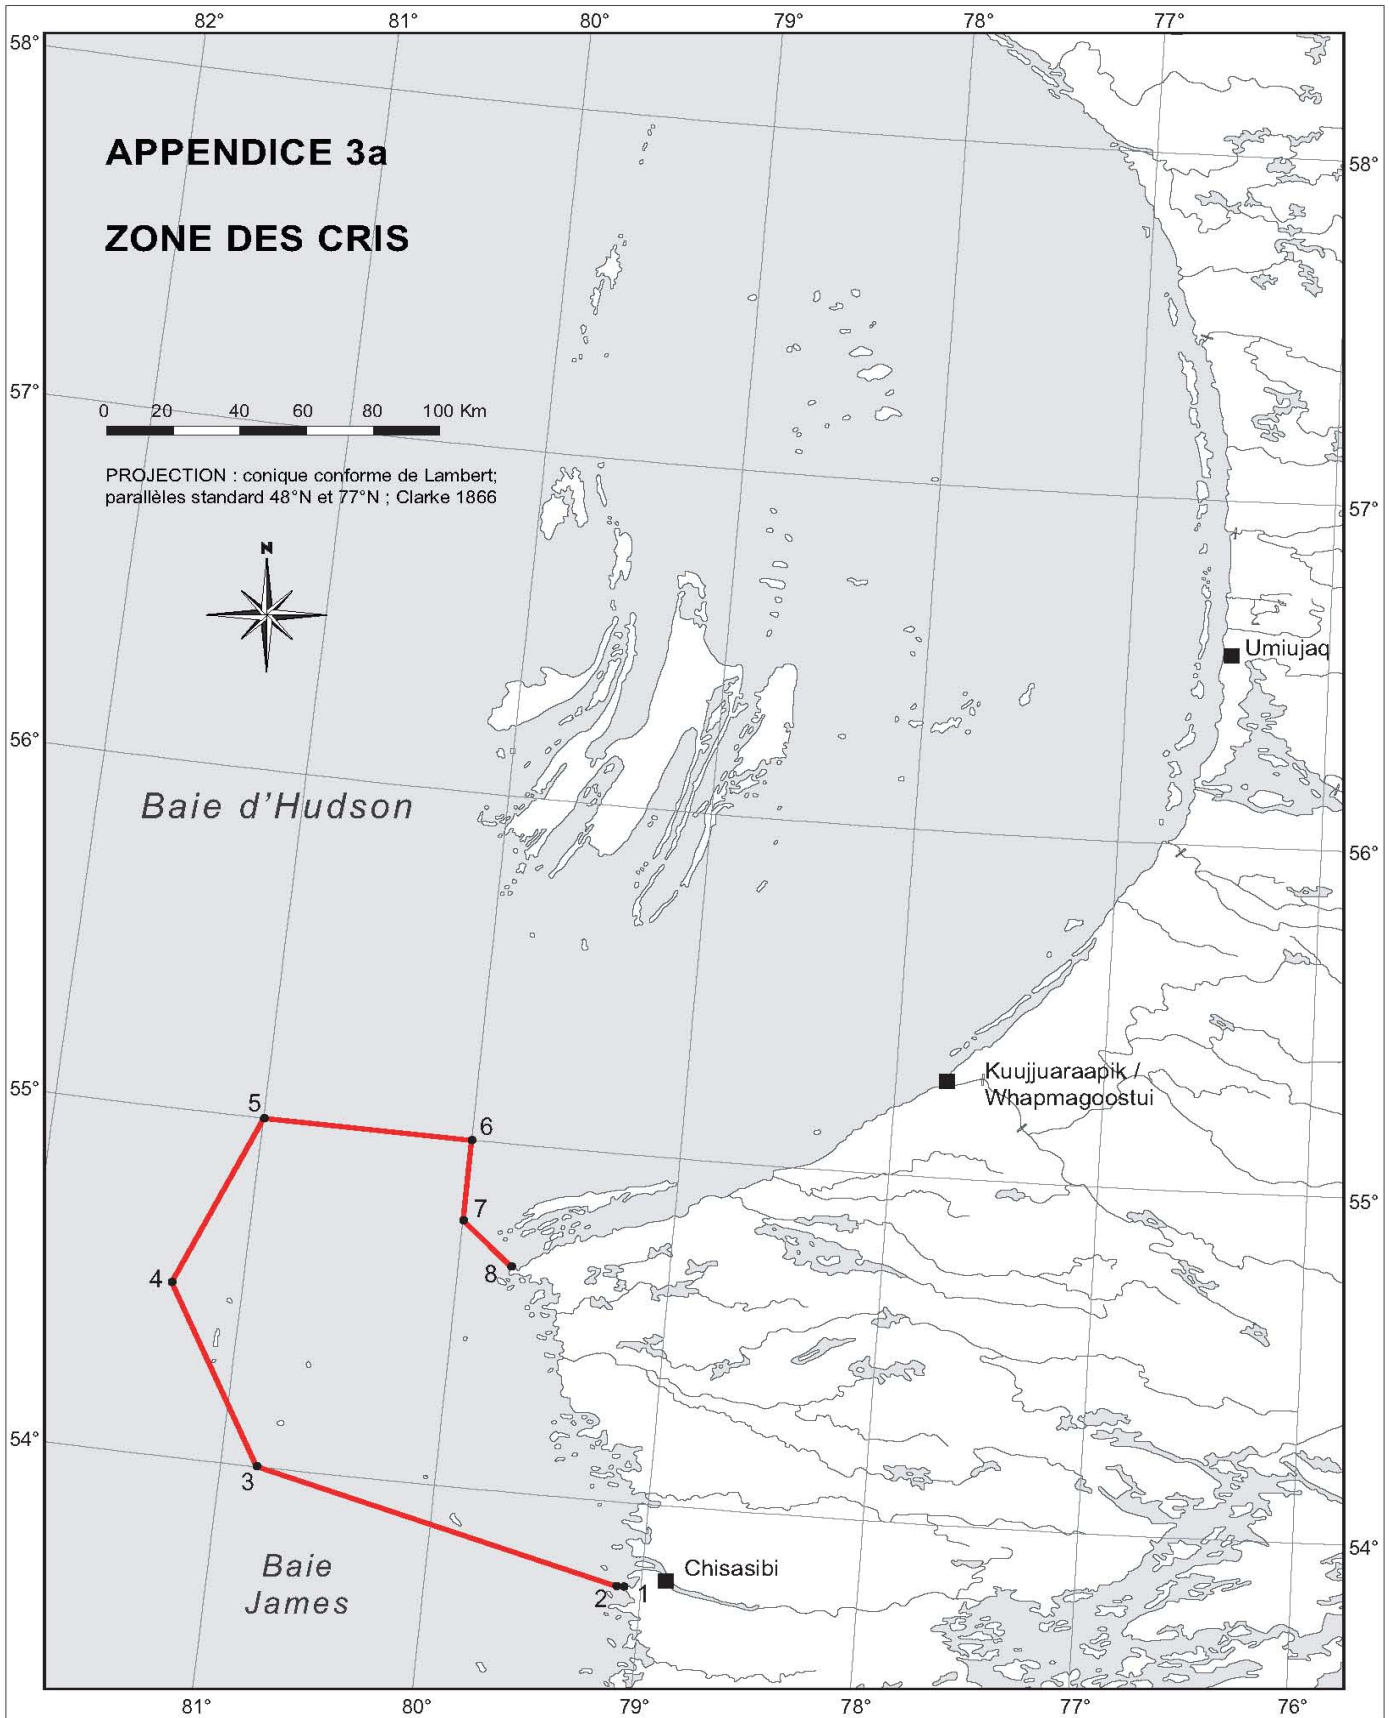 82° 81° 80° 79° 78° 77°
58°
APPENDICE 3a
58°
ZONE DES CRIS
57°
0 20 40 60 80 100 Km
PROJECTION : conique conforme de Lambert;
parallèles standard 48°N et 77°N ; Clarke 1866
57°
N
Umiujaq
56°
Baie d'Hudson
56°
Kuujjuaraapik /
Whapmagoostui
55°
5
6
55°
7
8
4
54°
3
54°
Baie
James
Chisasibi
2 1
81° 80° 79° 78° 77° 76°